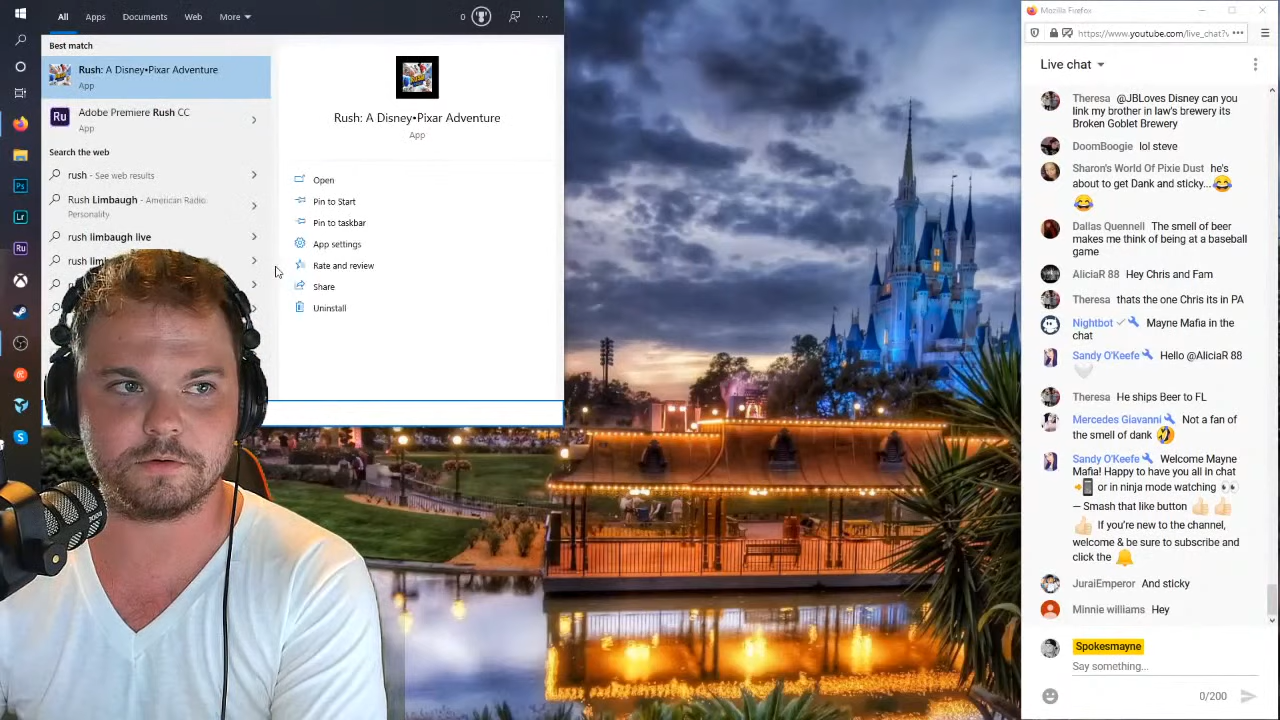 All Apps Documents Web More 0 ...
Best match
Rush: A Disney•Pixar Adventure
App
Ru
Adobe Premiere Rush CC
App
Search the web
rush - See web results
Rush Limbaugh - American Radio Personality
rush limbaugh live
rush
Rush: A Disney•Pixar Adventure
App
Open
Pin to Start
Pin to taskbar
App settings
Rate and review
Share
Uninstall
Ps
Lr
Ru
Mozilla Firefox
https://www.youtube.com/live_chat?v
Live chat
Theresa @JBLoves Disney can you
link my brother in law's brewery its
Broken Goblet Brewery
DoomBoogie lol steve
Sharon's World Of Pixie Dust he's
about to get Dank and sticky...😂
😂
Dallas Quennell The smell of beer
makes me think of being at a baseball
game
AliciaR 88 Hey Chris and Fam
Theresa thats the one Chris its in PA
Nightbot Mayne Mafia in the
chat
Sandy O'Keefe Hello @AliciaR 88
🤍
Theresa He ships Beer to FL
Mercedes Giavanni Not a fan of
the smell of dank 🤣
Sandy O'Keefe Welcome Mayne
Mafia! Happy to have you all in chat
📲 or in ninja mode watching 👀
— Smash that like button 👍🏻 👍🏻
👍🏻 If you're new to the channel,
welcome & be sure to subscribe and
click the 🔔
JuraiEmperor And sticky
Minnie williams Hey
Spokesmayne
Say something...
0/200